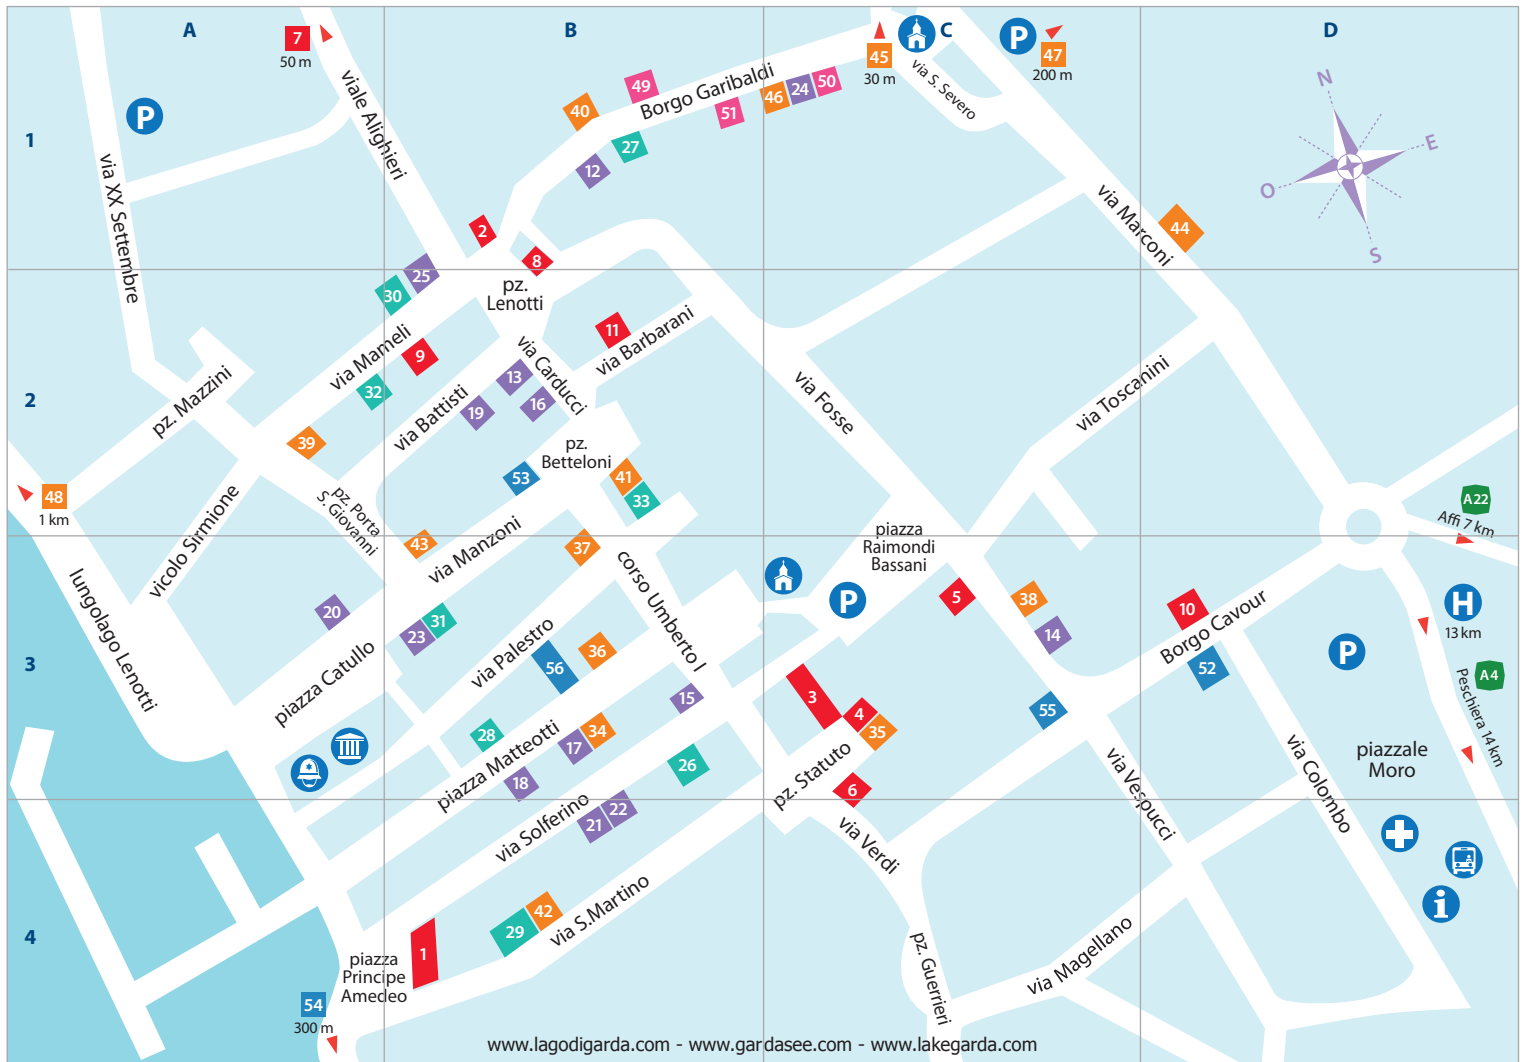 A
B
C
D
7
50 m
P
45
30 m
P
47
200 m
viale Alighieri
49
40
Borgo Garibaldi
51
46
24
50
via S. Severo
N
E
O
S
1
27
12
via XX Settembre
2
8
via Marconi
44
25
30
pz.
Lenotti
11
via Barbarani
via Mameli
9
32
via Carducci
13
16
19
via Battisti
pz. Mazzini
2
39
via Fosse
via Toscanini
pz.
Betteloni
53
41
33
48
1 km
pz. Porta
S. Giovanni
vicolo Sirmione
43
via Manzoni
37
piazza
Raimondi
Bassani
A22
Affi 7 km
lungolago Lenotti
corso Umberto I
P
5
38
14
10
Borgo Cavour
52
H
13 km
P
A4
Peschiera 14 km
20
31
23
3
piazza Catullo
via Palestro
56
36
15
3
4
35
55
28
34
17
piazza Matteotti
18
26
pz. Statuto
6
via Vespucci
via Colombo
piazzale
Moro
via Solferino
21
22
via Verdi
i
29
42
via S.Martino
4
1
piazza
Principe
Amedeo
54
300 m
pz. Guerrieri
via Magellano
www.lagodigarda.com - www.gardasee.com - www.lakegarda.com